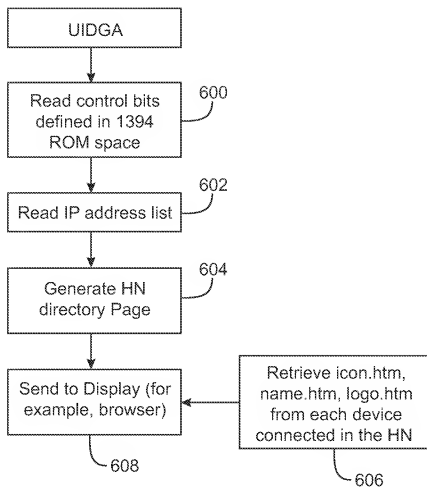 UIDGA
Read control bits
defined in 1394
ROM space
600
Read IP address list
602
Generate HN
directory Page
604
Send to Display (for
example, browser)
608
Retrieve icon.htm,
name.htm, logo.htm
from each device
connected in the HN
606